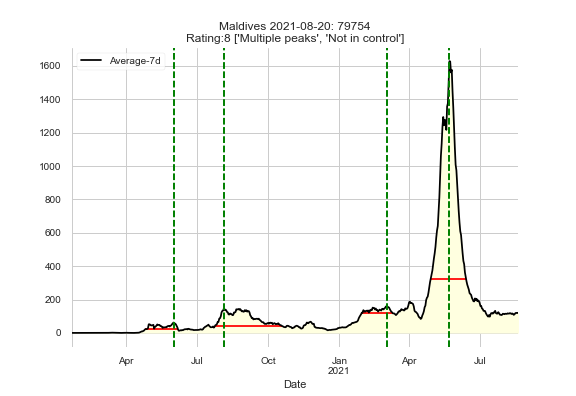 Maldives 2021-08-20: 79754
Rating:8 ['Multiple peaks', 'Not in control']
Average-7d
1600
1400
1200
1000
800
600
400
200
0
Apr Jul Oct Jan Apr Jul
2021
Date